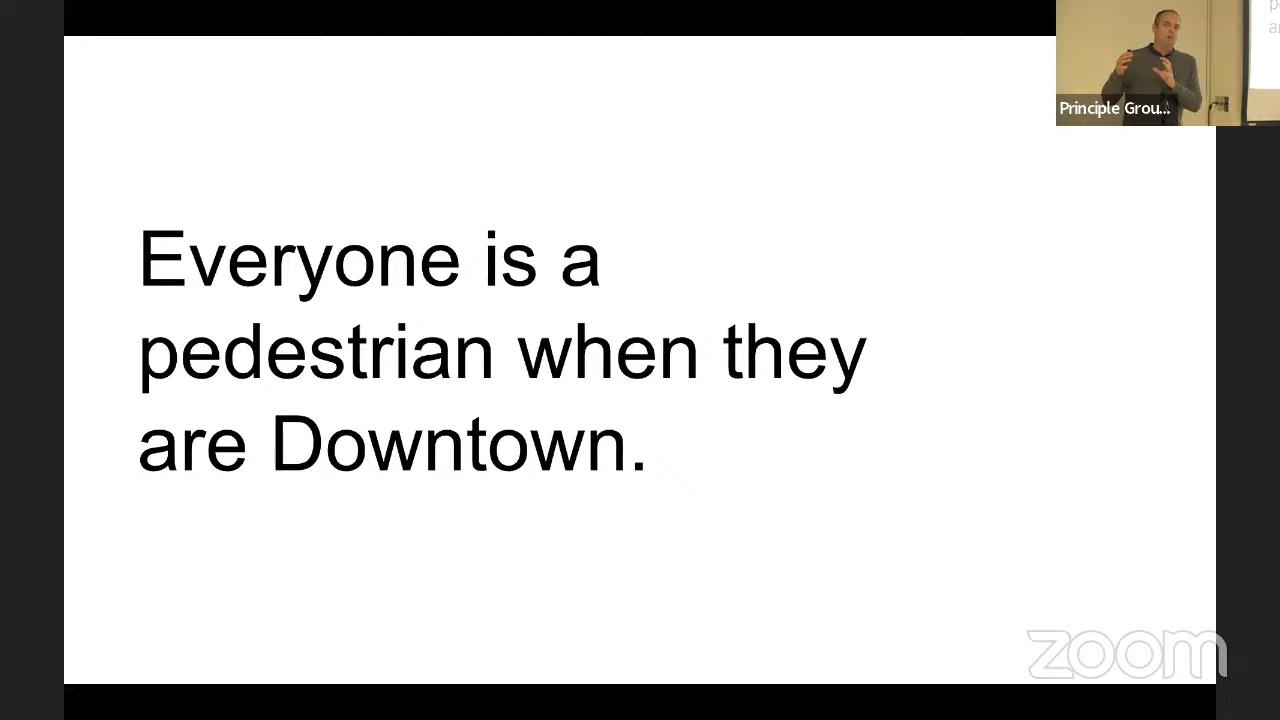 Principle Grou...
Everyone is a
pedestrian when they
are Downtown.
zoom